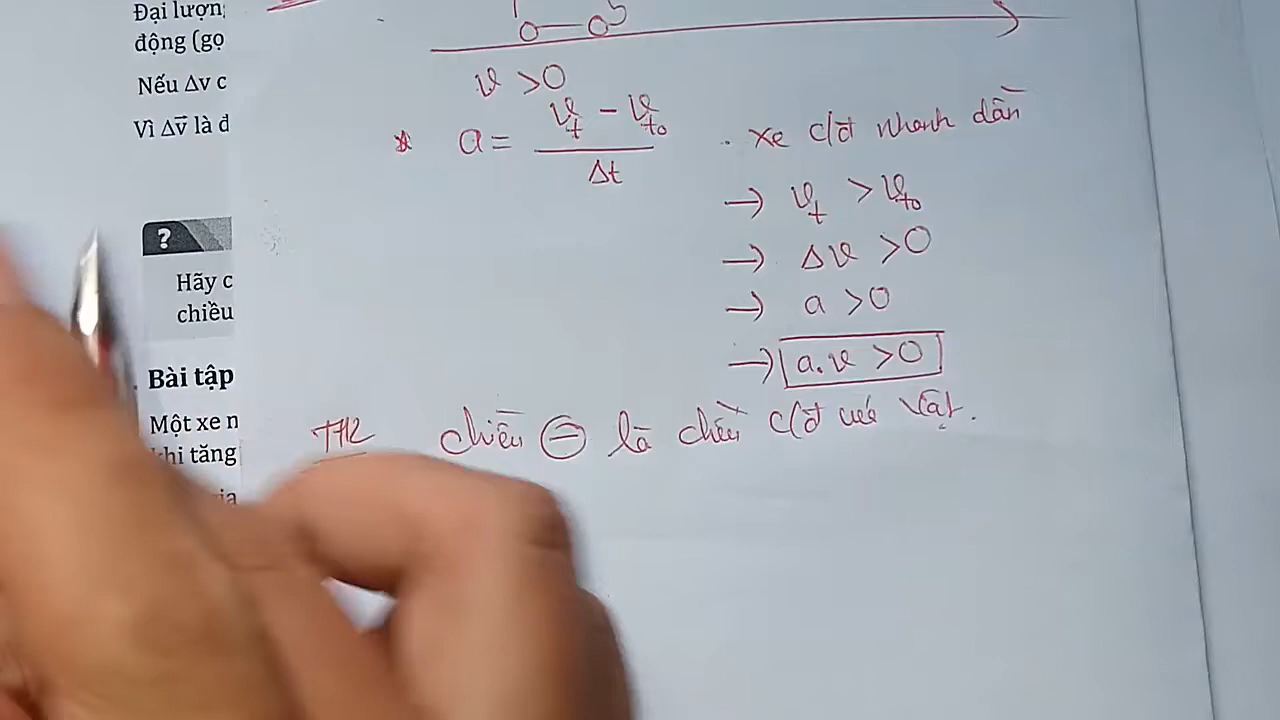 Đại lượn
động (gọ
Nếu Δv c
Vì Δv⃗ là đ
?
Hãy c
chiều
Bài tập
Một xe n
khi tăng
v > 0
* a = (v_t − v_t₀) / Δt
. xe c/đ nhanh dần
→ v_t > v_t₀
→ Δv > 0
→ a > 0
→ a.v > 0
TH2 chiều ⊖ là chiều c/đ của vật.